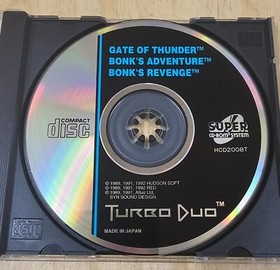 GATE OF THUNDER™
BONK'S ADVENTURE™
BONK'S REVENGE™
COMPACT
disc
SUPER
CD-ROM² SYSTEM
HCD2008T
© 1989, 1991, 1992 HUDSON SOFT
© 1989, 1991, 1992 RED
© 1989, 1991, Atlus Ltd.
SYN SOUND DESIGN
TURBO DUO™
MADE IN JAPAN